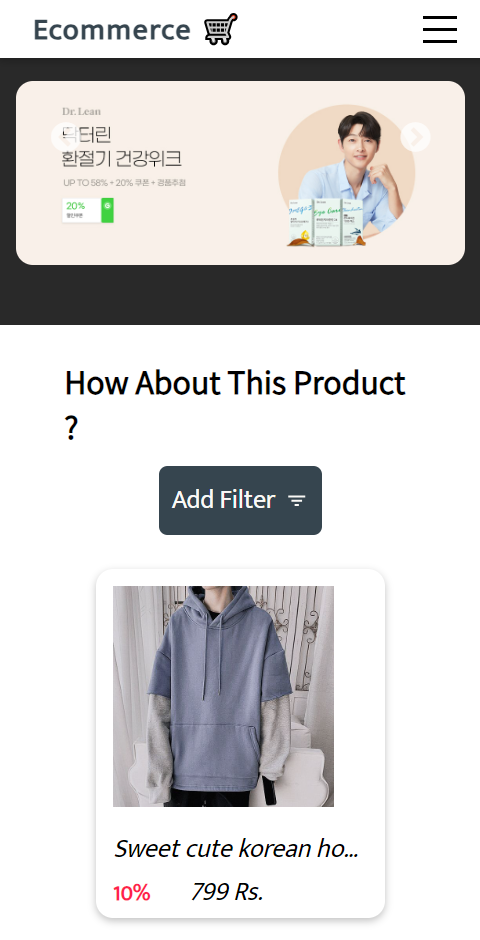 Ecommerce
Dr. Lean
닥터린
환절기 건강위크
UP TO 58% + 20% 쿠폰 + 경품추첨
20%
How About This Product
?
Add Filter
Sweet cute korean ho...
10% 799 Rs.